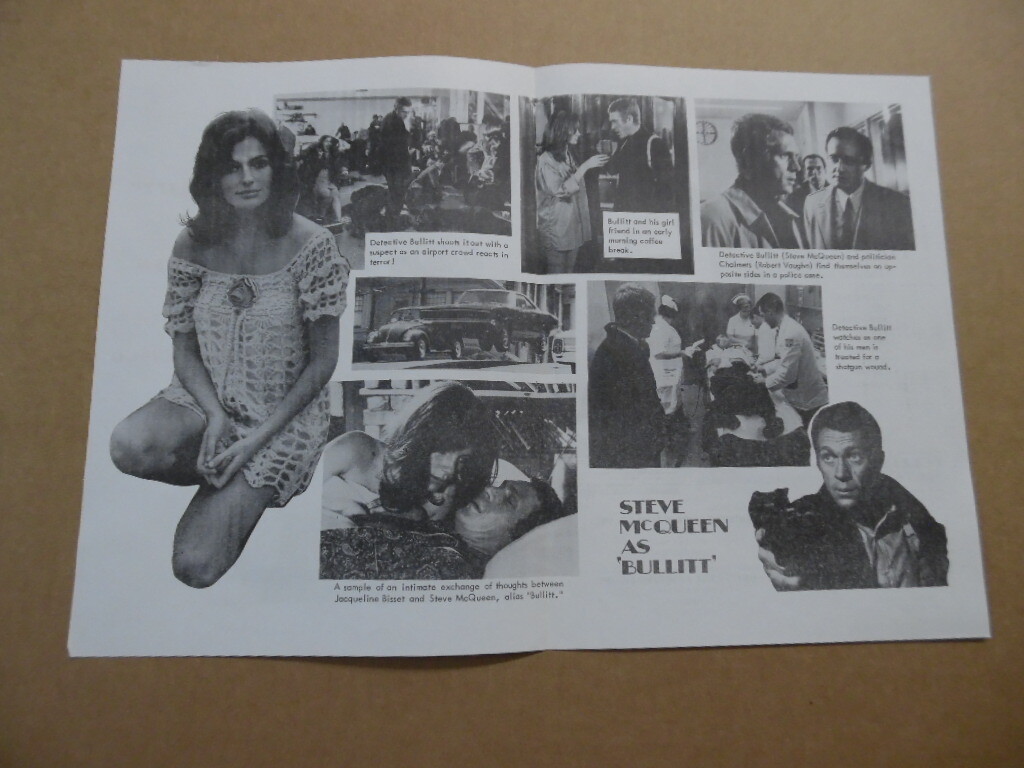 Detective Bullitt shoots it out with a
suspect as an airport crowd reacts in
terror!
Bullitt and his girl
friend in an early
morning coffee
break.
Detective Bullitt (Steve McQueen) and politician
Chalmers (Robert Vaughn) find themselves on op-
posite sides in a police case.
Detective Bullitt
watches as one
of his men is
treated for a
shotgun wound.
A sample of an intimate exchange of thoughts between
Jacqueline Bisset and Steve McQueen, alias "Bullitt."
STEVE
McQUEEN
AS
'BULLITT'